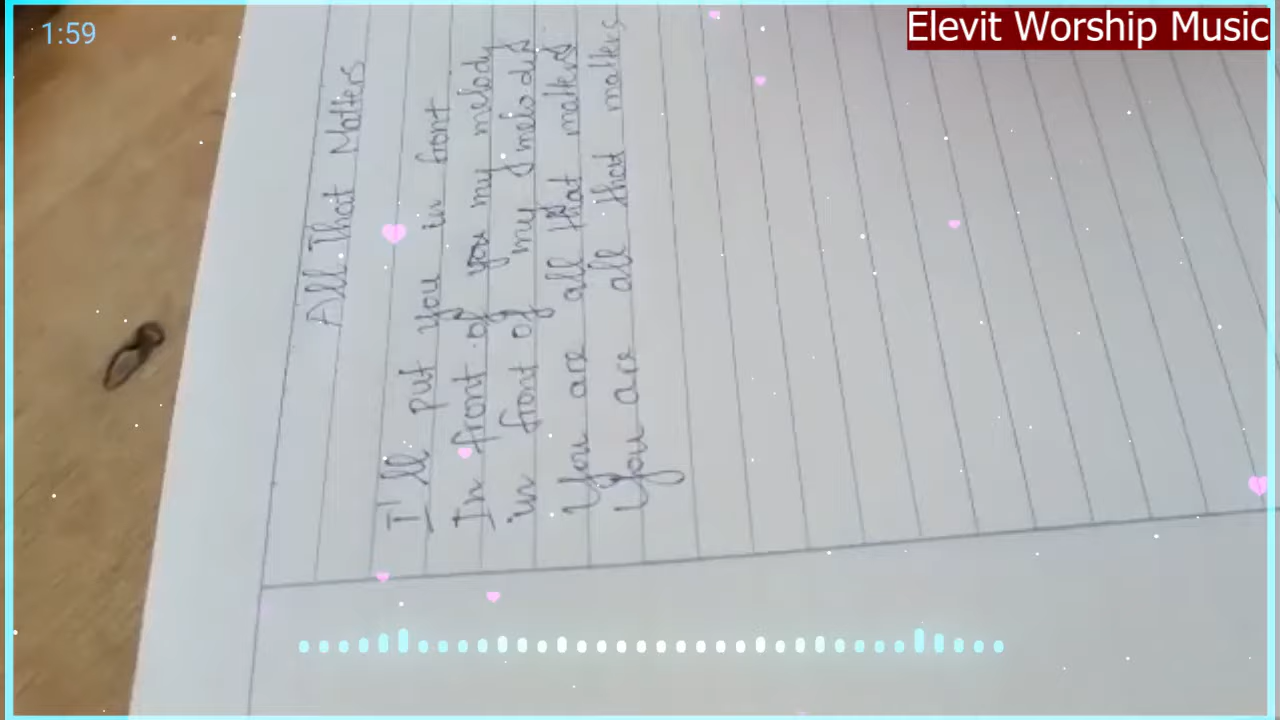 1:59
Elevit Worship Music
All That Matters
I'll put you in front
In front of you my melody
in front of my melody
You are all that matters
You are all that matters